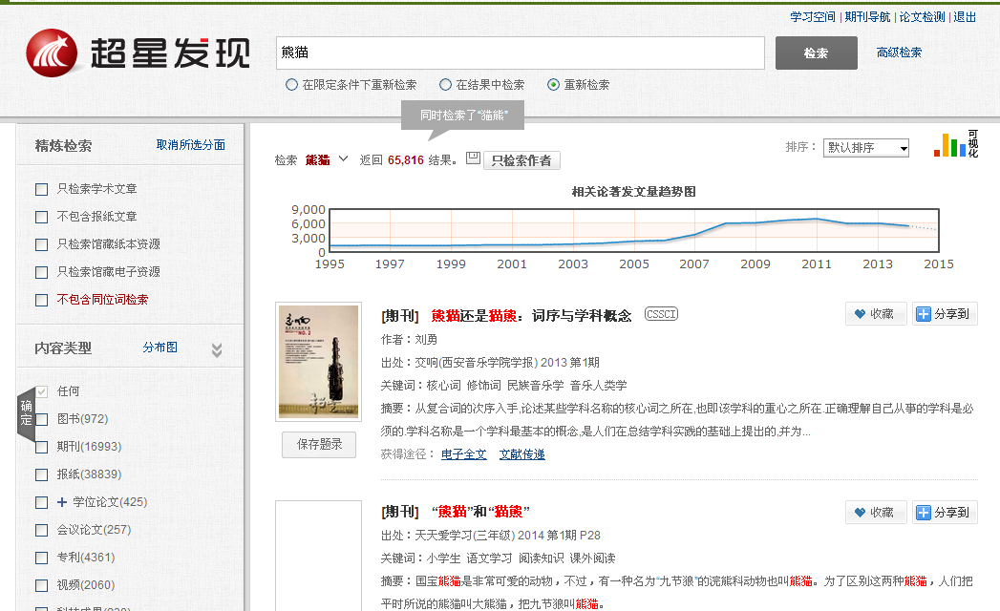 学习空间 | 期刊导航 | 论文检测 | 退出
超星发现
熊猫
检索
高级检索
在限定条件下重新检索 在结果中检索 重新检索
同时检索了“猫熊”
精炼检索 取消所选分面
只检索学术文章
不包含报纸文章
只检索馆藏纸本资源
只检索馆藏电子资源
不包含同位词检索
内容类型 分布图
确定
任何
图书(972)
期刊(16993)
报纸(38839)
+ 学位论文(425)
会议论文(257)
专利(4361)
视频(2060)
检索 熊猫 返回 65,816 结果。 只检索作者
排序： 默认排序
可视化
相关论著发文量趋势图
9,000
6,000
3,000
0
1995 1997 1999 2001 2003 2005 2007 2009 2011 2013 2015
[期刊] 熊猫还是猫熊：词序与学科概念 CSSCI
收藏 分享到
作者：刘勇
出处：交响(西安音乐学院学报) 2013 第1期
关键词：核心词 修饰词 民族音乐学 音乐人类学
摘要：从复合词的次序入手,论述某些学科名称的核心词之所在,也即该学科的重心之所在.正确理解自己从事的学科是必
须的.学科名称是一个学科最基本的概念,是人们在总结学科实践的基础上提出的,并为...
获得途径： 电子全文 文献传递
交响
NO.2
保存题录
[期刊] “熊猫”和“猫熊”
收藏 分享到
出处：天天爱学习(三年级) 2014 第1期 P28
关键词：小学生 语文学习 阅读知识 课外阅读
摘要：国宝熊猫是非常可爱的动物，不过，有一种名为“九节狼”的浣熊科动物也叫熊猫。为了区别这两种熊猫，人们把
平时所说的熊猫叫大熊猫，把九节狼叫熊猫。